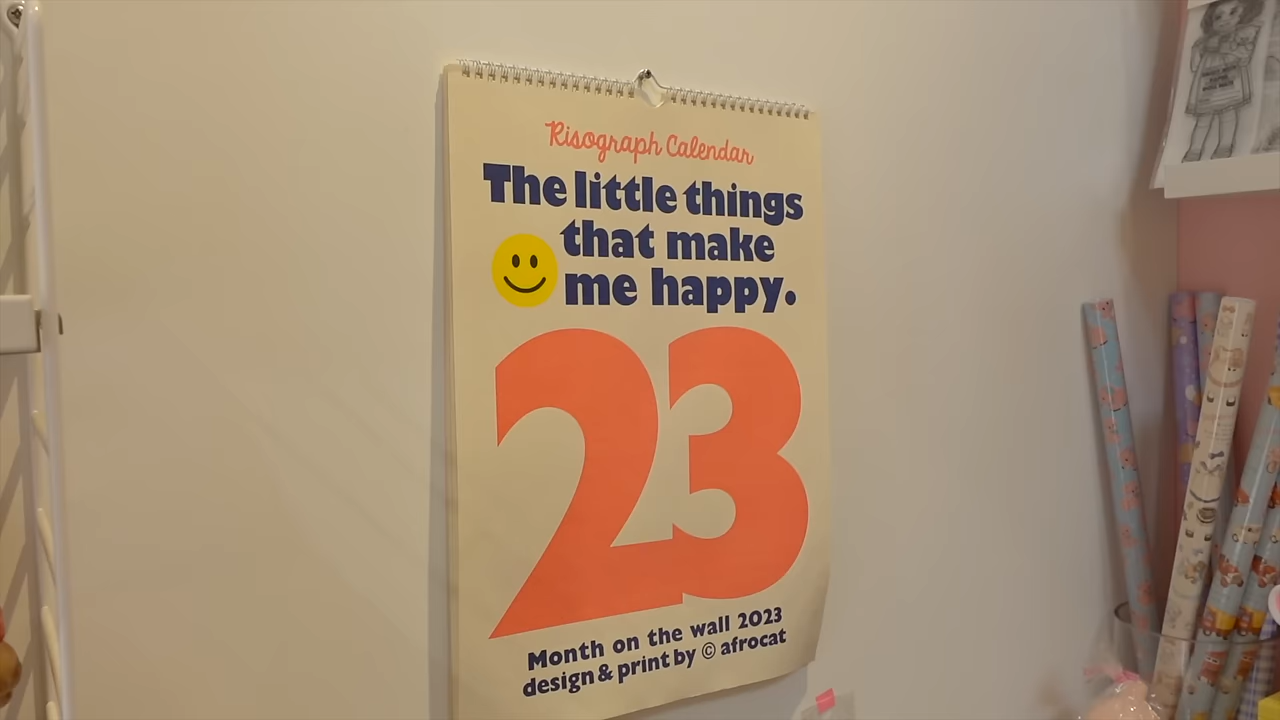 Risograph Calendar
The little things
that make
me happy.
23
Month on the wall 2023
design & print by © afrocat